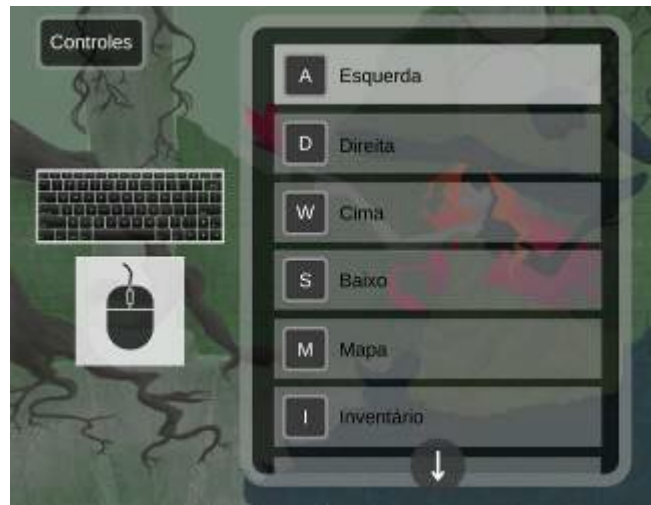 Controles
A Esquerda
D Direita
W Cima
S Baixo
M Mapa
I Inventário